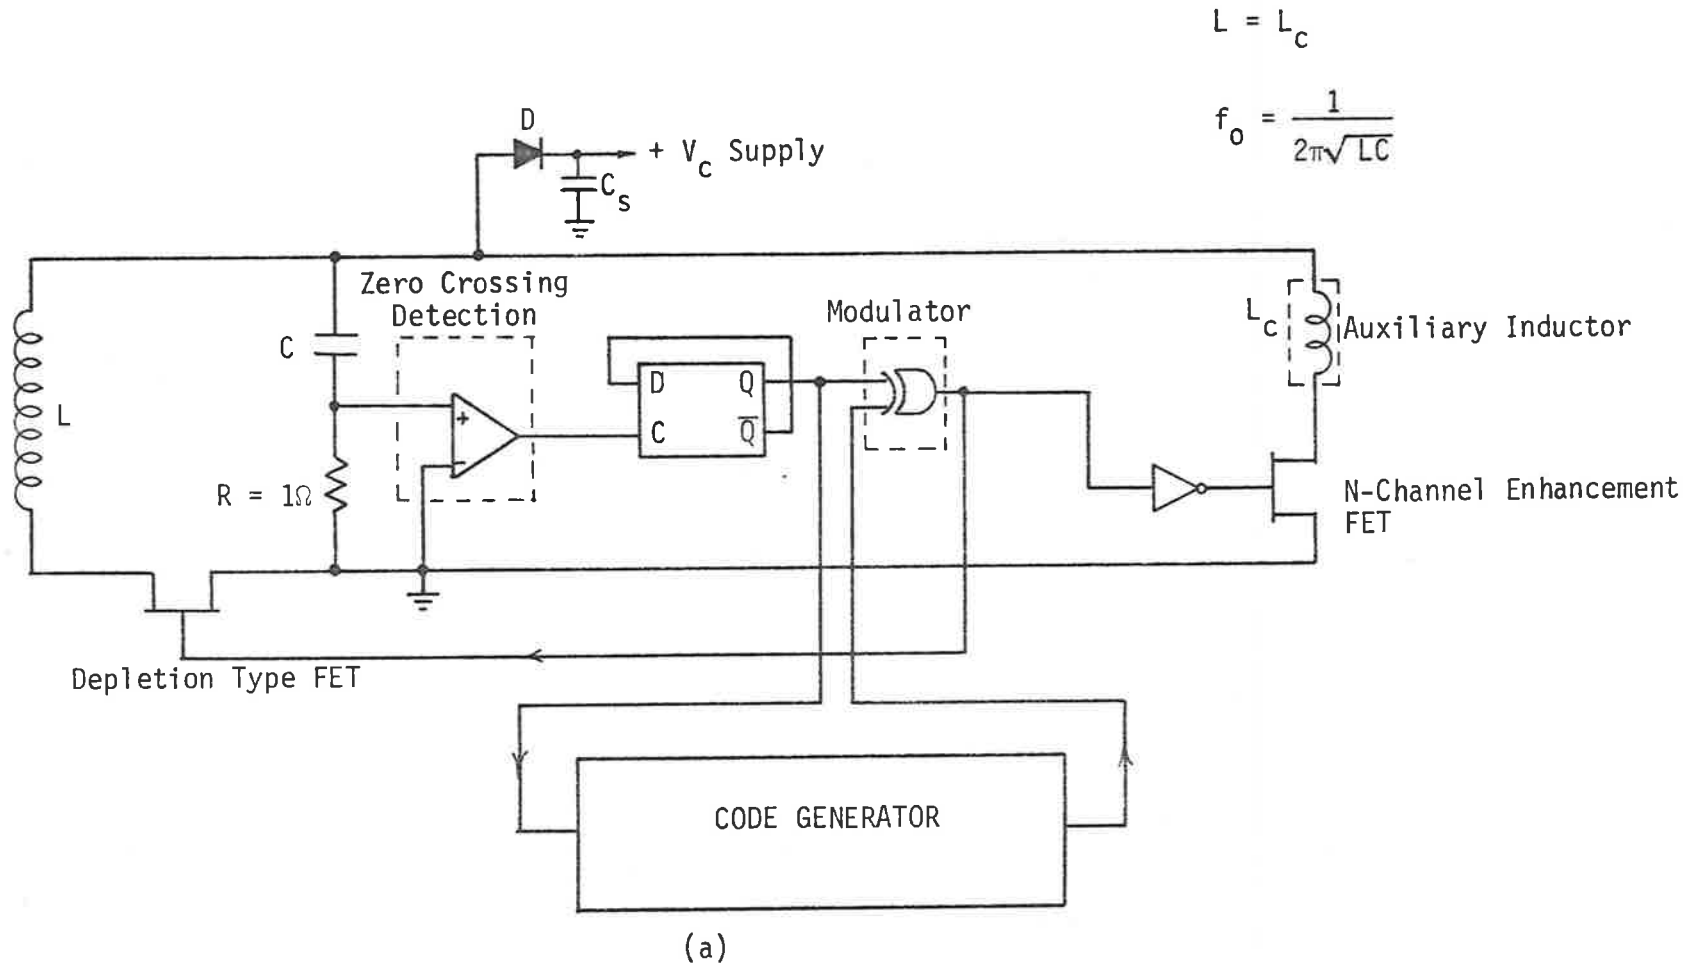 L = Lc
fo = 1 / 2π√LC
D
+ Vc Supply
Cs
Zero Crossing
Detection
Modulator
Lc
Auxiliary Inductor
C
D
Q
+
L
C
Q̅
−
R = 1Ω
N-Channel Enhancement
FET
Depletion Type FET
CODE GENERATOR
(a)